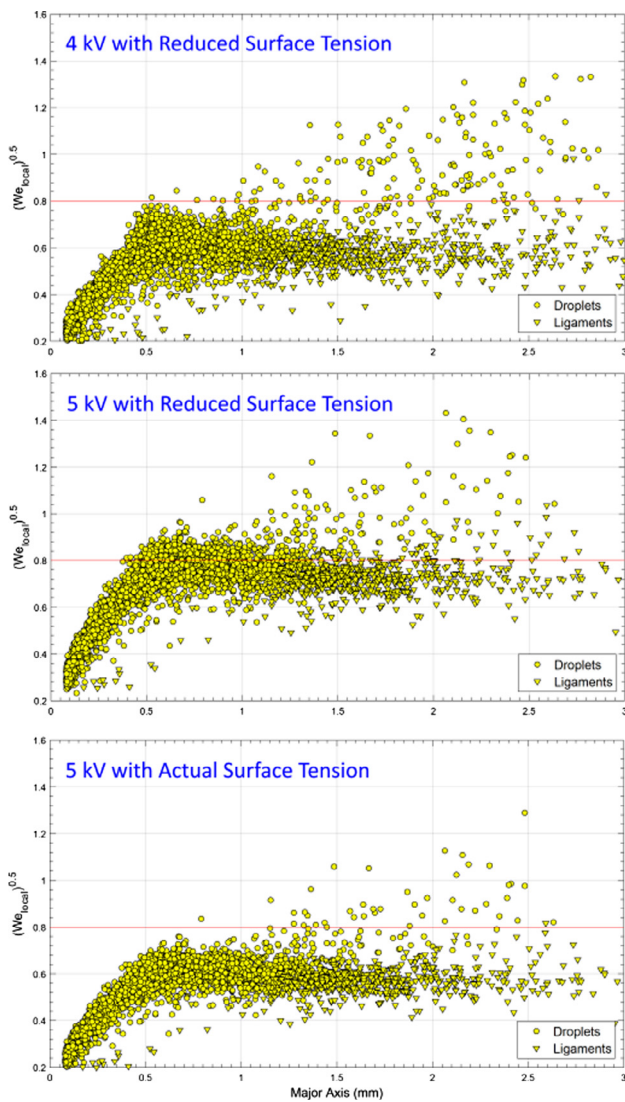 1.6
4 kV with Reduced Surface Tension
1.4
1.2
1
(We_local)^0.5
0.8
0.6
0.4
Droplets
Ligaments
0.2
0 0.5 1 1.5 2 2.5 3
1.6
5 kV with Reduced Surface Tension
1.4
1.2
1
(We_local)^0.5
0.8
0.6
0.4
Droplets
Ligaments
0.2
0 0.5 1 1.5 2 2.5 3
1.6
5 kV with Actual Surface Tension
1.4
1.2
1
(We_local)^0.5
0.8
0.6
0.4
Droplets
Ligaments
0.2
0 0.5 1 1.5 2 2.5 3
Major Axis (mm)